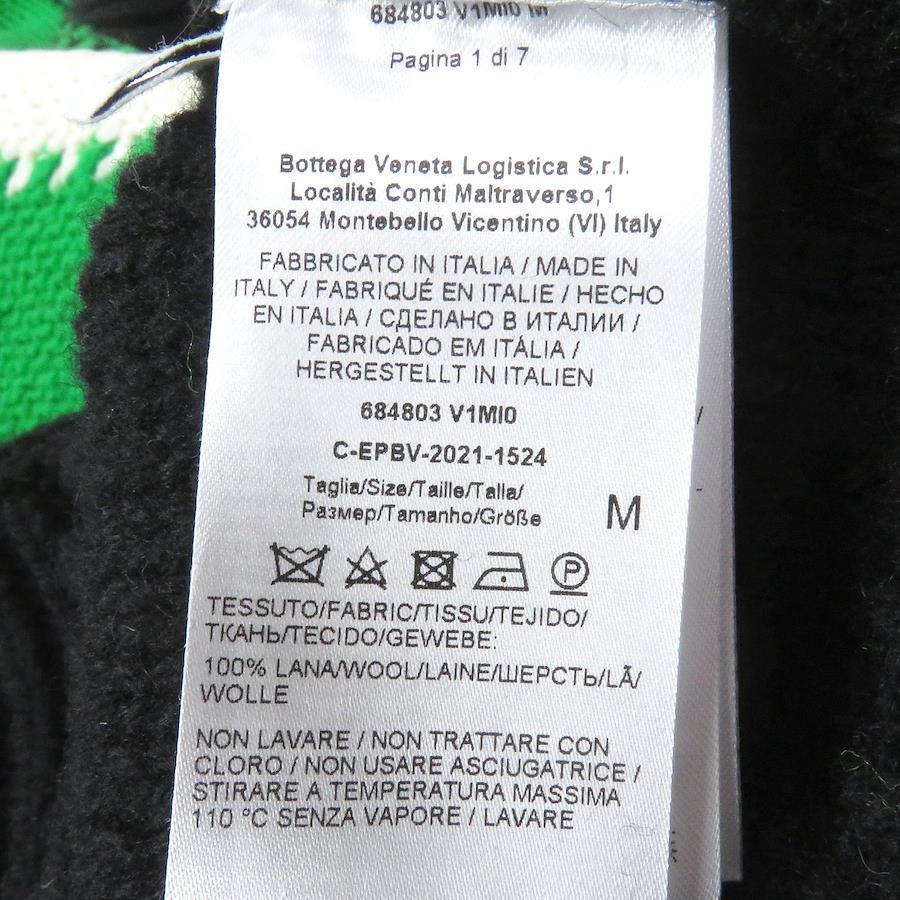 684803 V1MI0 M
Pagina 1 di 7
Bottega Veneta Logistica S.r.l.
Località Conti Maltraverso,1
36054 Montebello Vicentino (VI) Italy
FABBRICATO IN ITALIA / MADE IN
ITALY / FABRIQUÉ EN ITALIE / HECHO
EN ITALIA / СДЕЛАНО В ИТАЛИИ /
FABRICADO EM ITÁLIA /
HERGESTELLT IN ITALIEN
684803 V1MI0
C-EPBV-2021-1524
Taglia/Size/Taille/Talla/
Размер/Tamanho/Größe M
P
TESSUTO/FABRIC/TISSU/TEJIDO/
ТКАНЬ/TECIDO/GEWEBE:
100% LANA/WOOL/LAINE/ШЕРСТЬ/LÃ/
WOLLE
NON LAVARE / NON TRATTARE CON
CLORO / NON USARE ASCIUGATRICE /
STIRARE A TEMPERATURA MASSIMA
110 °C SENZA VAPORE / LAVARE